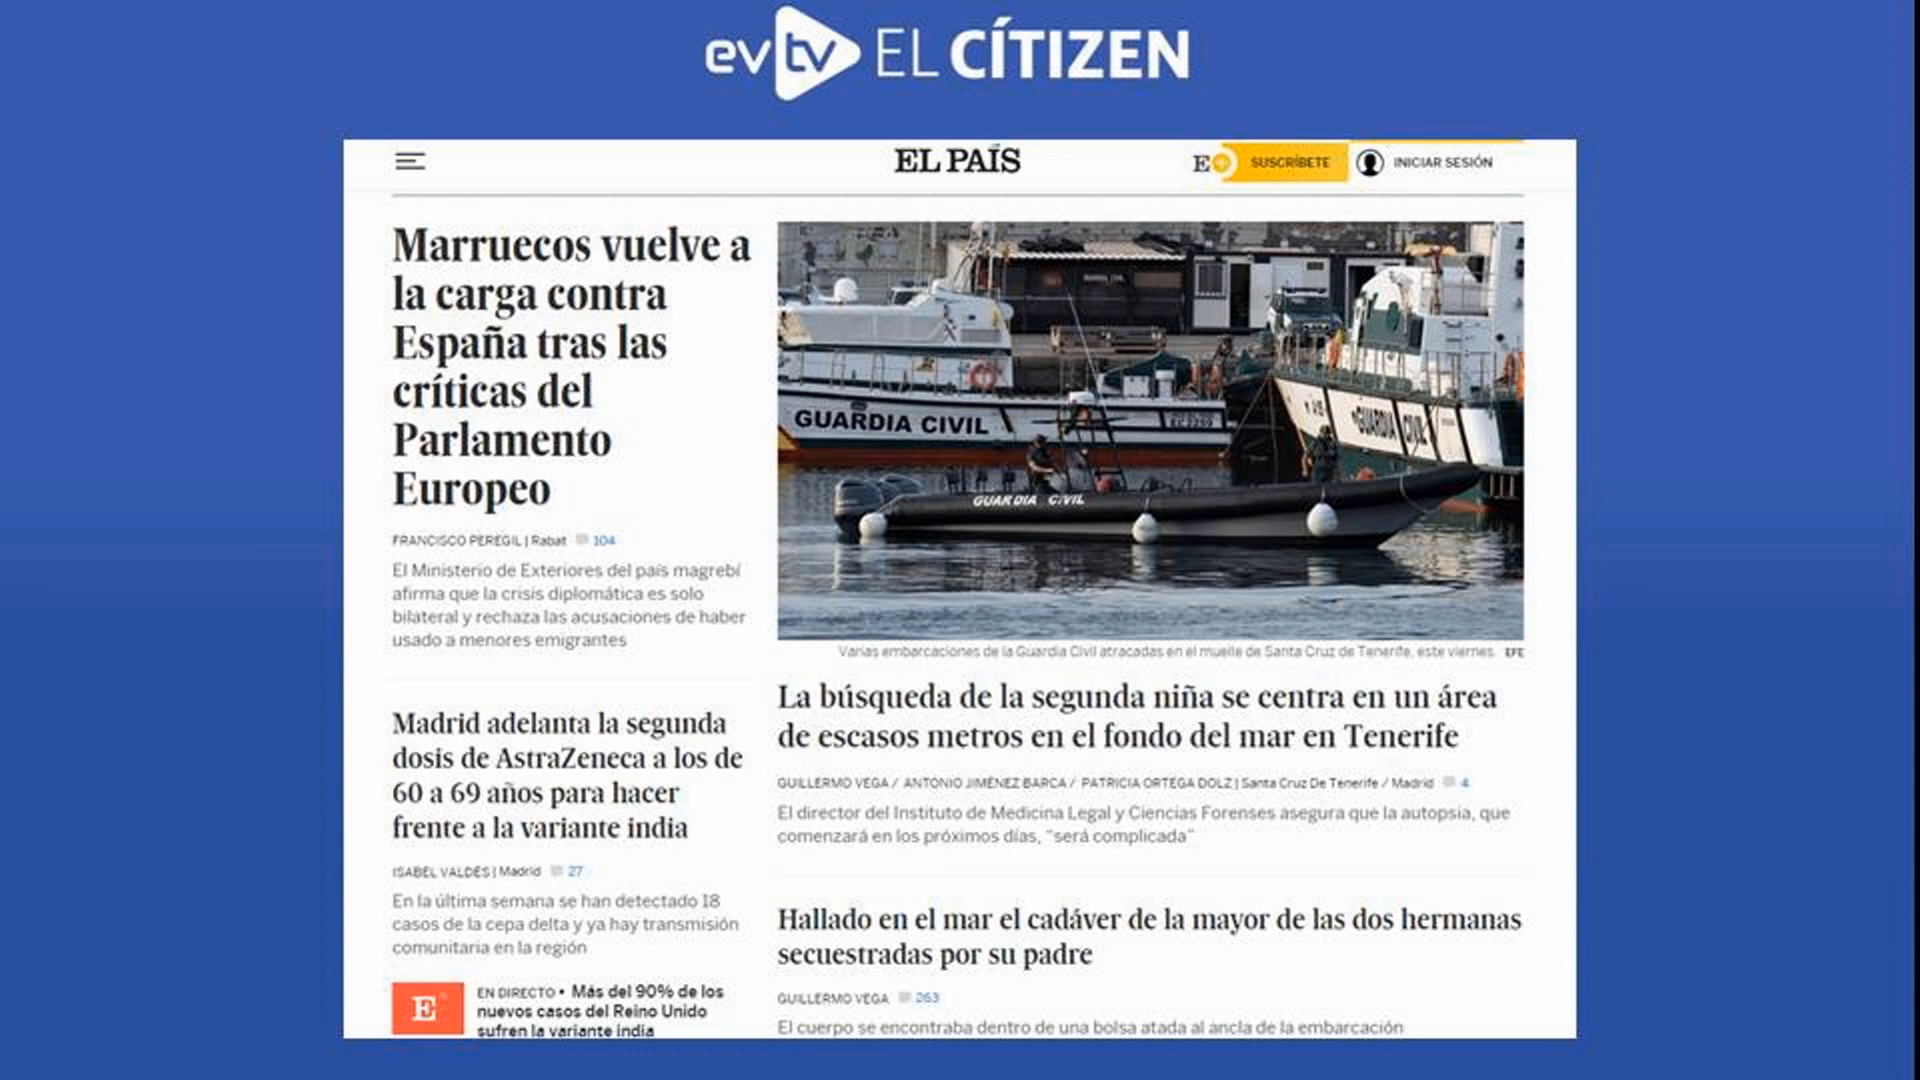 evtv EL CÍTIZEN
EL PAÍS
E+ SUSCRÍBETE
INICIAR SESIÓN
Marruecos vuelve a
la carga contra
España tras las
críticas del
Parlamento
Europeo
FRANCISCO PEREGIL | Rabat 104
El Ministerio de Exteriores del país magrebí
afirma que la crisis diplomática es solo
bilateral y rechaza las acusaciones de haber
usado a menores emigrantes
Madrid adelanta la segunda
dosis de AstraZeneca a los de
60 a 69 años para hacer
frente a la variante india
ISABEL VALDÉS | Madrid 27
En la última semana se han detectado 18
casos de la cepa delta y ya hay transmisión
comunitaria en la región
E
EN DIRECTO • Más del 90% de los
nuevos casos del Reino Unido
sufren la variante india
GUARDIA CIVIL
GUARDIA CIVIL
GUARDIA CIVIL
Varias embarcaciones de la Guardia Civil atracadas en el muelle de Santa Cruz de Tenerife, este viernes. EFE
La búsqueda de la segunda niña se centra en un área
de escasos metros en el fondo del mar en Tenerife
GUILLERMO VEGA / ANTONIO JIMÉNEZ BARCA / PATRICIA ORTEGA DOLZ | Santa Cruz De Tenerife / Madrid 4
El director del Instituto de Medicina Legal y Ciencias Forenses asegura que la autopsia, que
comenzará en los próximos días, “será complicada”
Hallado en el mar el cadáver de la mayor de las dos hermanas
secuestradas por su padre
GUILLERMO VEGA 263
El cuerpo se encontraba dentro de una bolsa atada al ancla de la embarcación